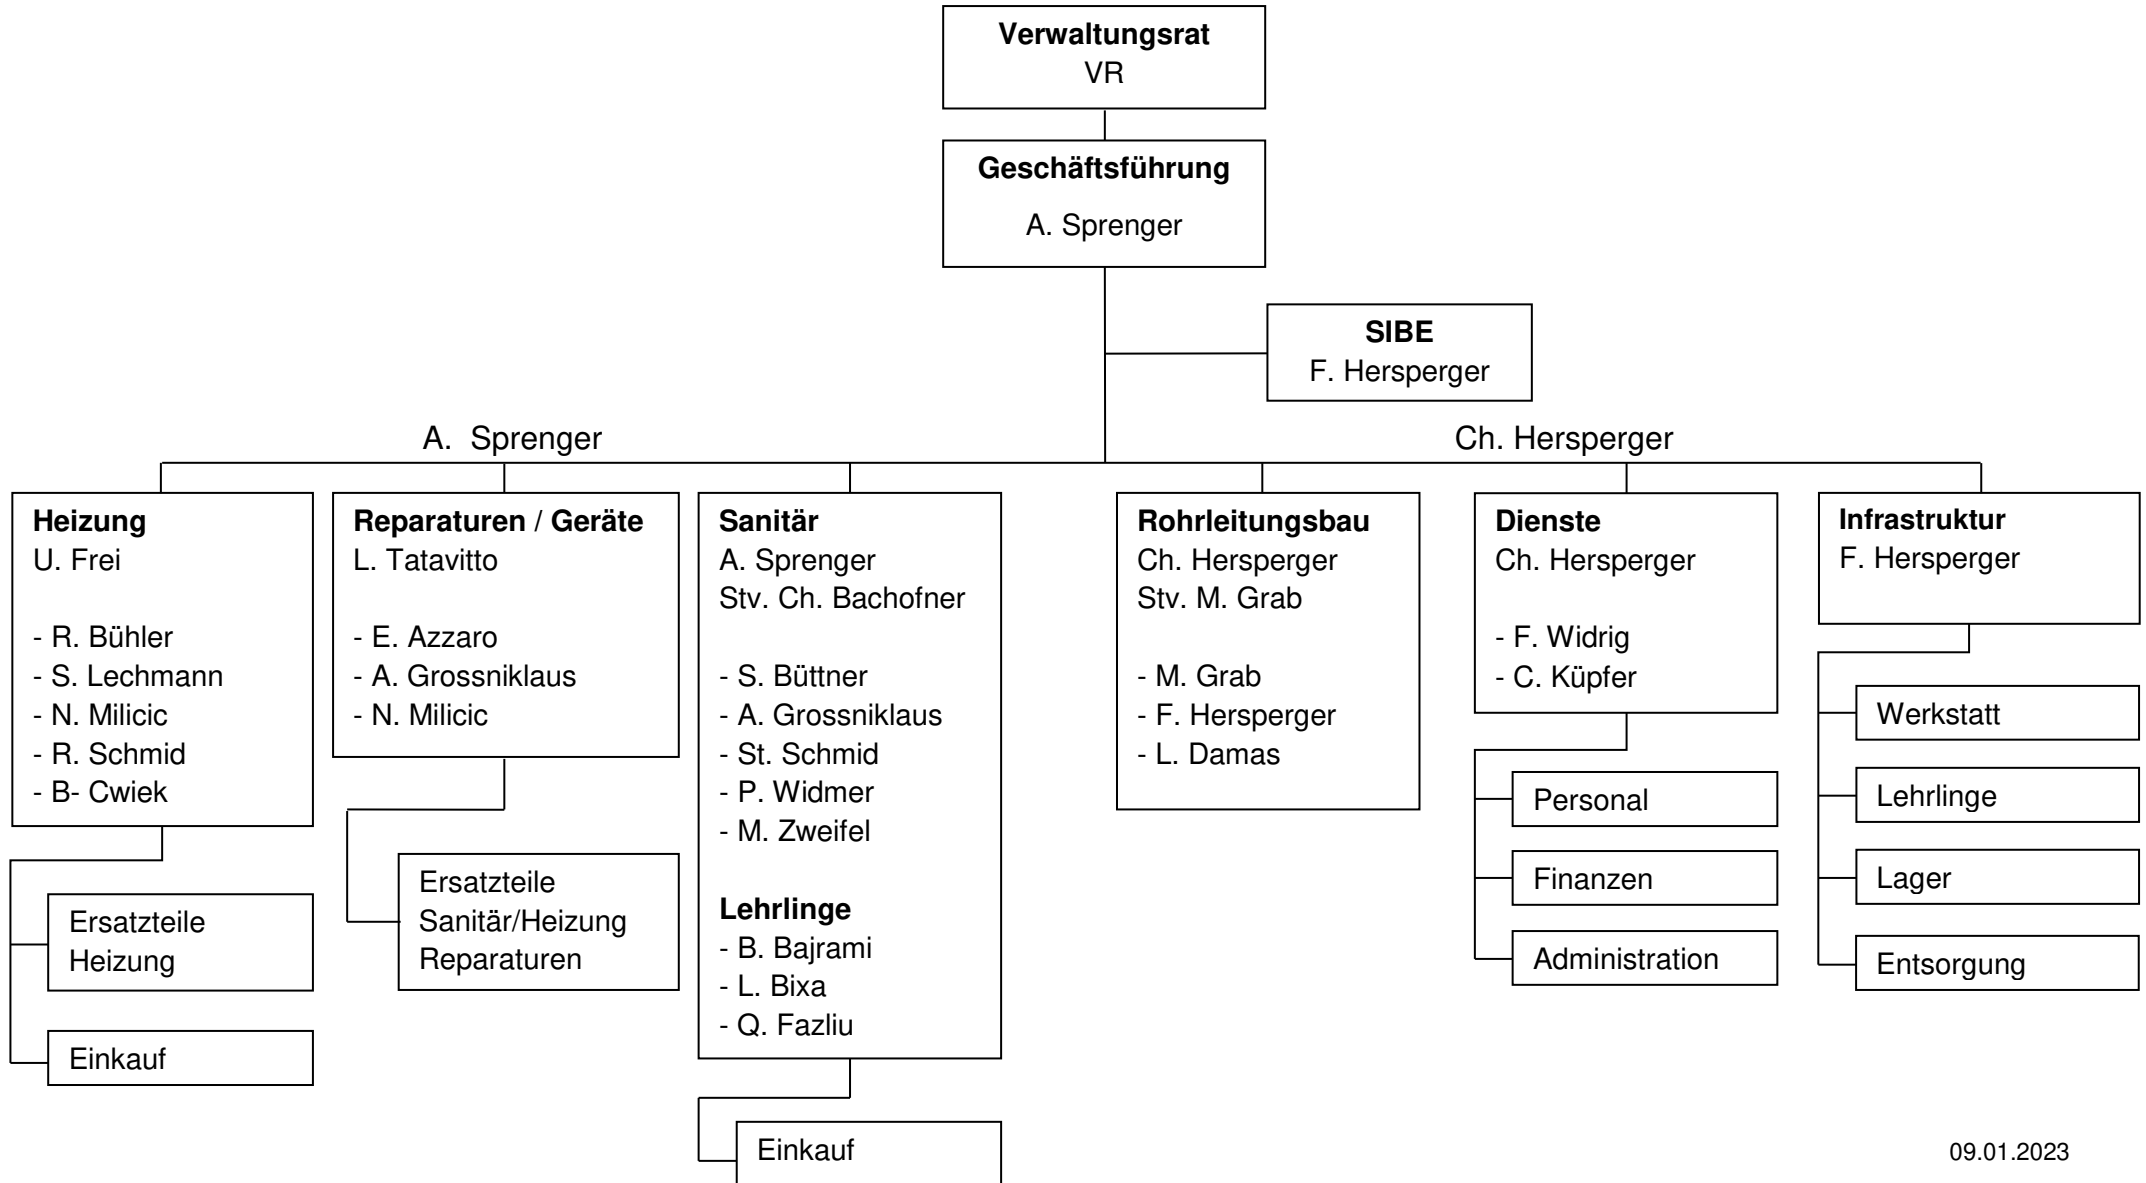 Verwaltungsrat
VR
Geschäftsführung
A. Sprenger
SIBE
F. Hersperger
A. Sprenger
Ch. Hersperger
Heizung
U. Frei
- R. Bühler
- S. Lechmann
- N. Milicic
- R. Schmid
- B- Cwiek
Ersatzteile
Heizung
Einkauf
Reparaturen / Geräte
L. Tatavitto
- E. Azzaro
- A. Grossniklaus
- N. Milicic
Ersatzteile
Sanitär/Heizung
Reparaturen
Sanitär
A. Sprenger
Stv. Ch. Bachofner
- S. Büttner
- A. Grossniklaus
- St. Schmid
- P. Widmer
- M. Zweifel
Lehrlinge
- B. Bajrami
- L. Bixa
- Q. Fazliu
Einkauf
Rohrleitungsbau
Ch. Hersperger
Stv. M. Grab
- M. Grab
- F. Hersperger
- L. Damas
Dienste
Ch. Hersperger
- F. Widrig
- C. Küpfer
Personal
Finanzen
Administration
Infrastruktur
F. Hersperger
Werkstatt
Lehrlinge
Lager
Entsorgung
09.01.2023